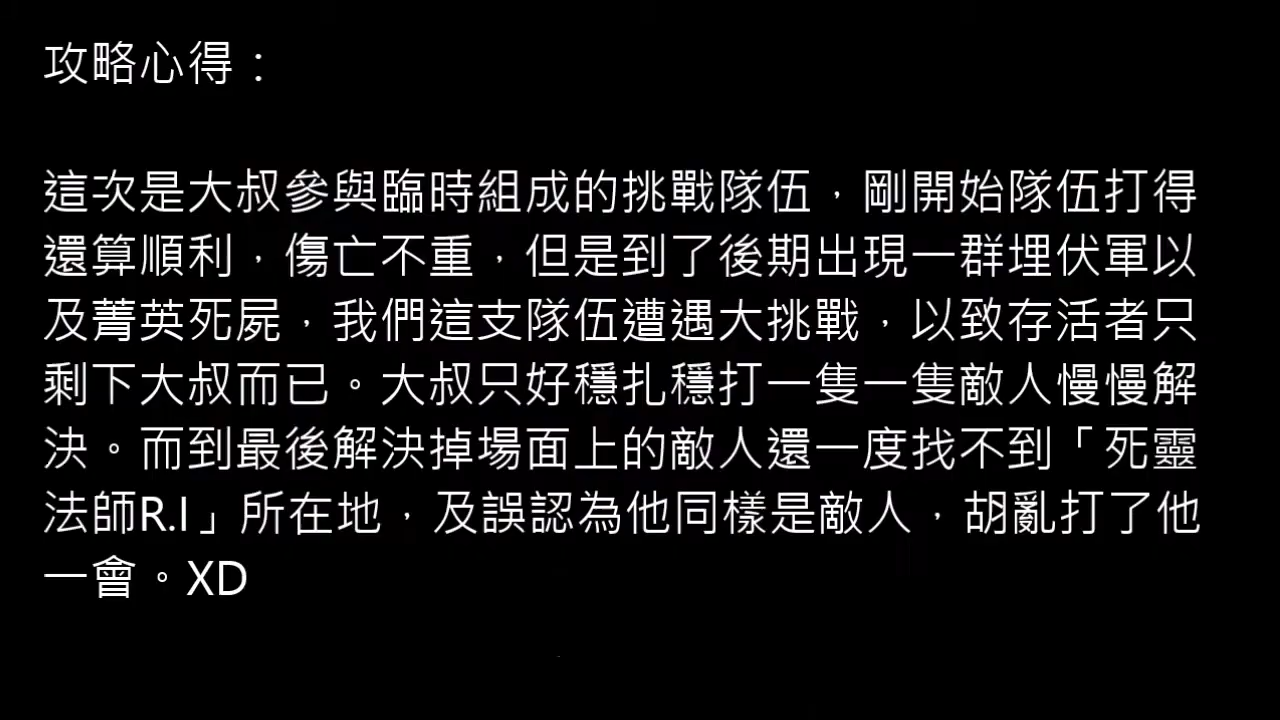 攻略心得：
這次是大叔參與臨時組成的挑戰隊伍，剛開始隊伍打得
還算順利，傷亡不重，但是到了後期出現一群埋伏軍以
及菁英死屍，我們這支隊伍遭遇大挑戰，以致存活者只
剩下大叔而已。大叔只好穩扎穩打一隻一隻敵人慢慢解
決。而到最後解決掉場面上的敵人還一度找不到「死靈
法師R.I」所在地，及誤認為他同樣是敵人，胡亂打了他
一會。XD